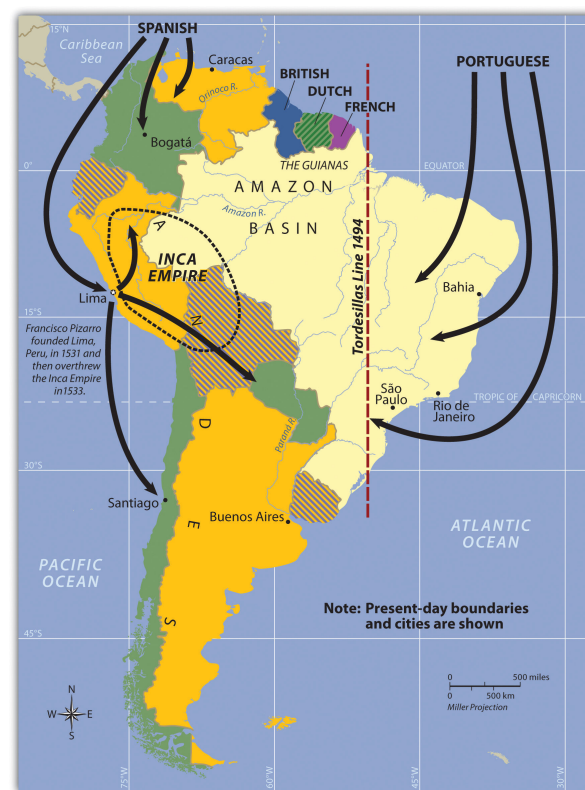 15°N
SPANISH
Caribbean
Sea
Caracas
PORTUGUESE
BRITISH
DUTCH
FRENCH
Orinoco R.
Bogatá
THE GUIANAS
0°
EQUATOR
AMAZON
Amazon R.
BASIN
Tordesillas Line 1494
A
N
D
E
S
INCA
EMPIRE
Bahia
Lima
15°S
Francisco Pizarro
founded Lima,
Peru, in 1531 and
then overthrew
the Inca Empire
in1533.
São
Paulo
Rio de
Janeiro
TROPIC OF CAPRICORN
Paraná R.
30°S
Santiago
Buenos Aires
ATLANTIC
OCEAN
PACIFIC
OCEAN
Note: Present-day boundaries
and cities are shown
45°S
0 500 miles
0 500 km
Miller Projection
N
W E
S
75°W
60°W
45°W
30°W